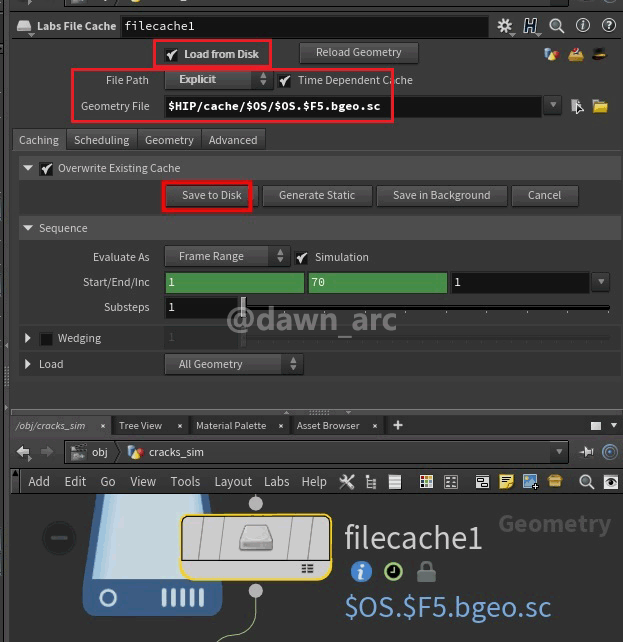 Labs File Cache filecache1
Load from Disk Reload Geometry
File Path Explicit Time Dependent Cache
Geometry File $HIP/cache/$OS/$OS.$F5.bgeo.sc
Caching Scheduling Geometry Advanced
Overwrite Existing Cache
Save to Disk Generate Static Save in Background Cancel
Sequence
Evaluate As Frame Range Simulation
Start/End/Inc 1 70 1
Substeps 1
@dawn_arc
Wedging 1
Load All Geometry
/obj/cracks_sim × Tree View × Material Palette × Asset Browser × +
obj cracks_sim
Add Edit Go View Tools Layout Labs Help
Geometry
filecache1
$OS.$F5.bgeo.sc